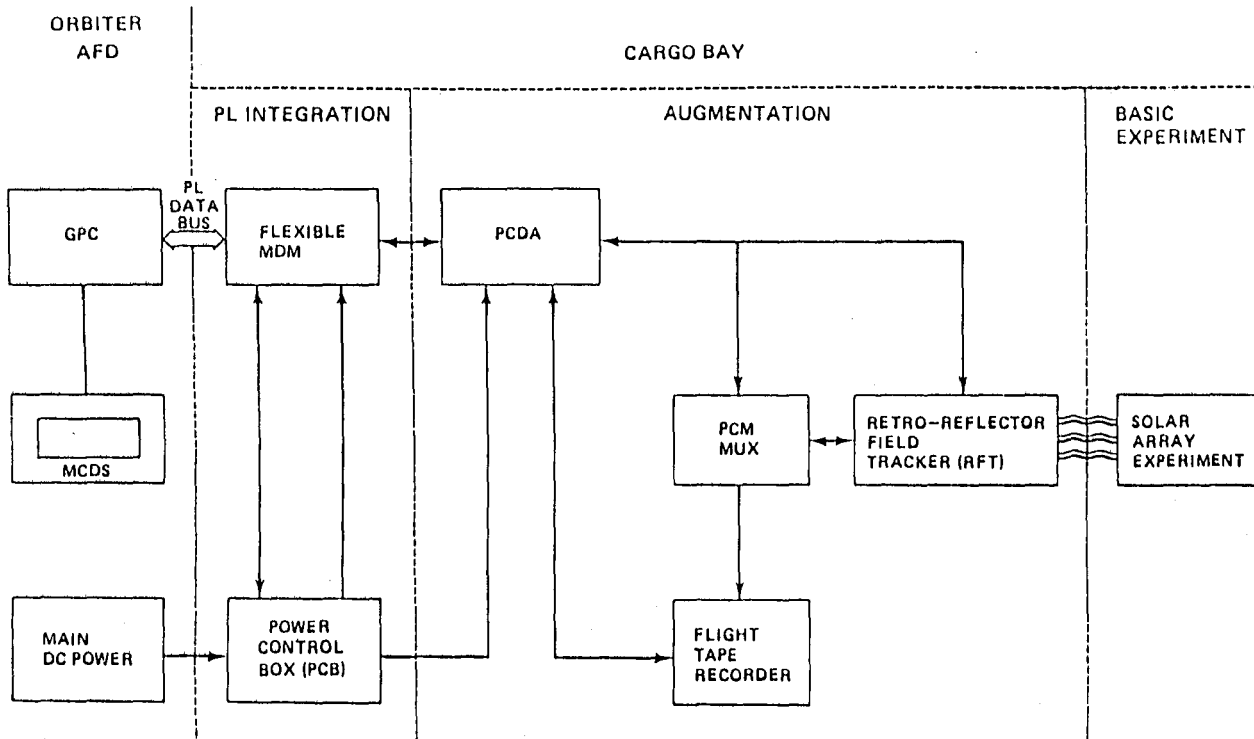 ORBITER
AFD
CARGO BAY
PL INTEGRATION
AUGMENTATION
BASIC
EXPERIMENT
GPC
PL
DATA
BUS
FLEXIBLE
MDM
PCDA
MCDS
PCM
MUX
RETRO-REFLECTOR
FIELD
TRACKER (RFT)
SOLAR
ARRAY
EXPERIMENT
MAIN
DC POWER
POWER
CONTROL
BOX (PCB)
FLIGHT
TAPE
RECORDER